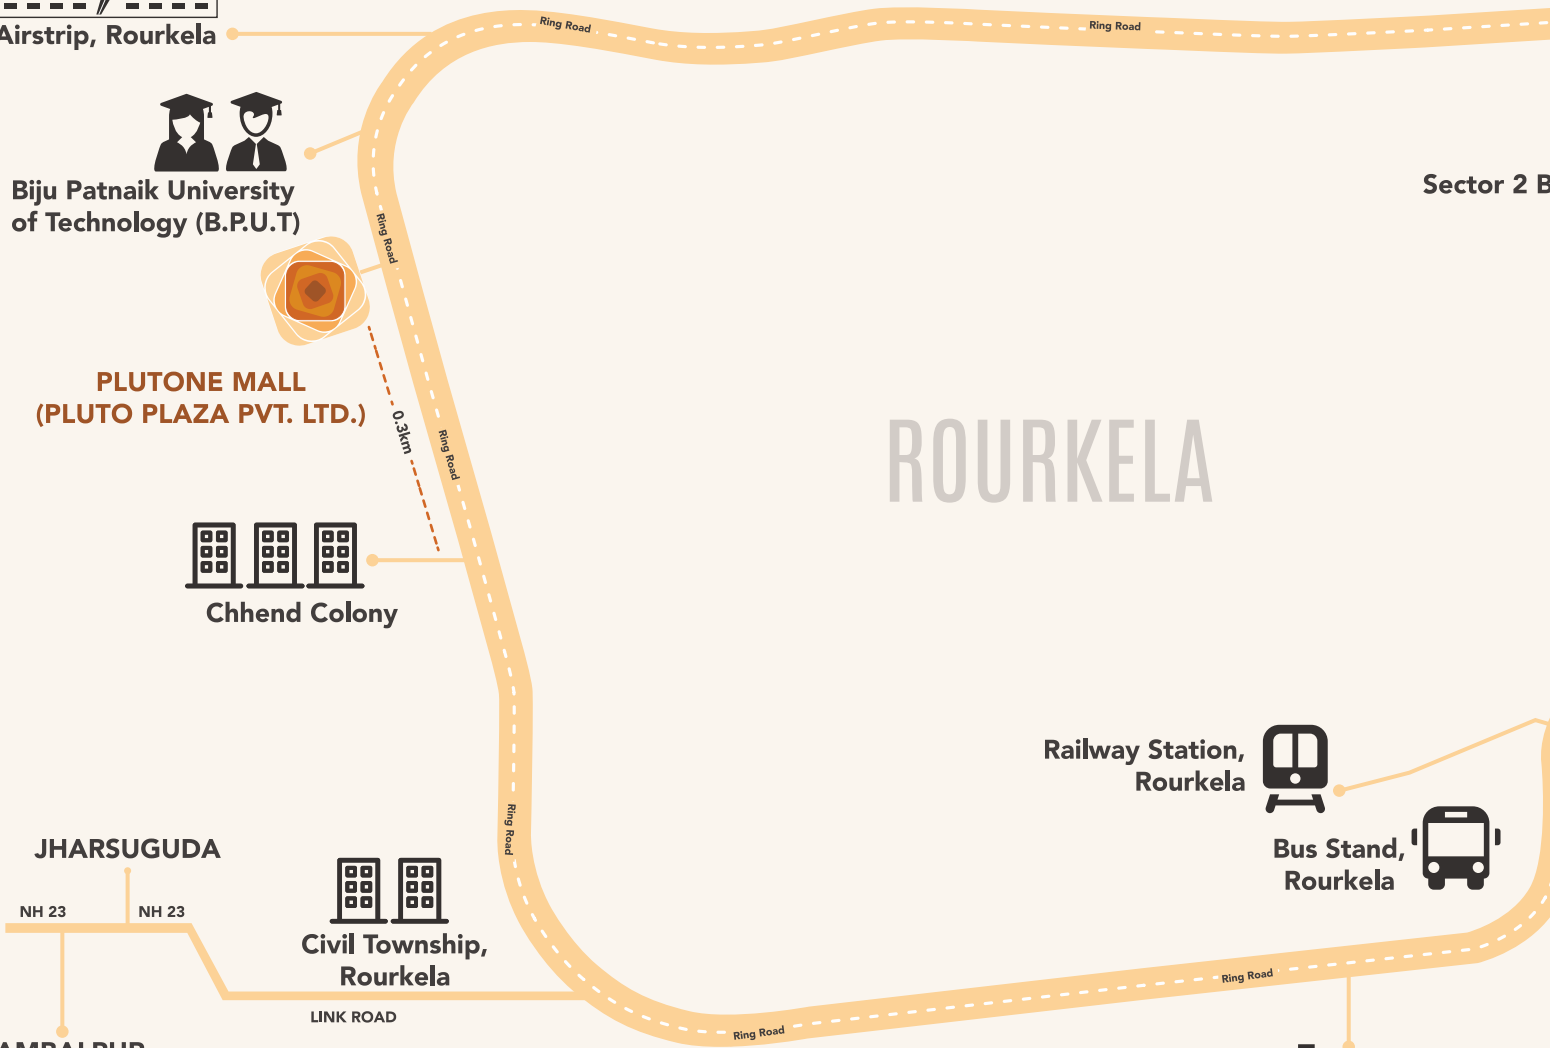 Ring Road
Ring Road
Airstrip, Rourkela
Biju Patnaik University
of Technology (B.P.U.T)
Sector 2 B
Ring Road
PLUTONE MALL
(PLUTO PLAZA PVT. LTD.)
0.3km
Ring Road
ROURKELA
Chhend Colony
Railway Station,
Rourkela
Ring Road
Bus Stand,
Rourkela
JHARSUGUDA
NH 23
NH 23
Civil Township,
Rourkela
LINK ROAD
Ring Road
Ring Road